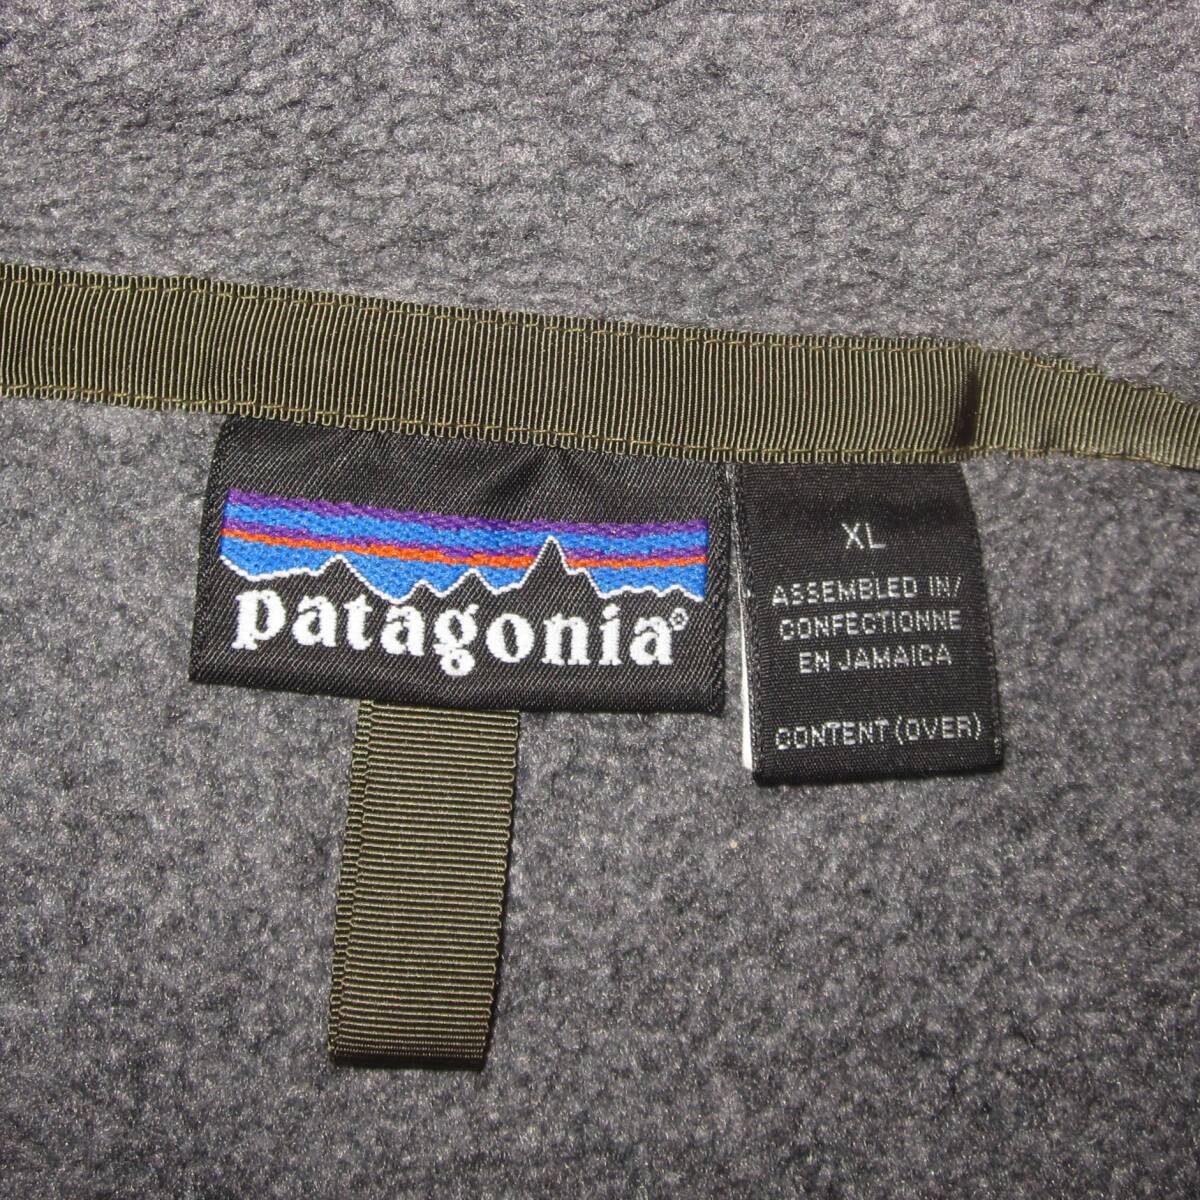 patagonia®
XL
ASSEMBLED IN/
CONFECTIONNE
EN JAMAICA
CONTENT (OVER)